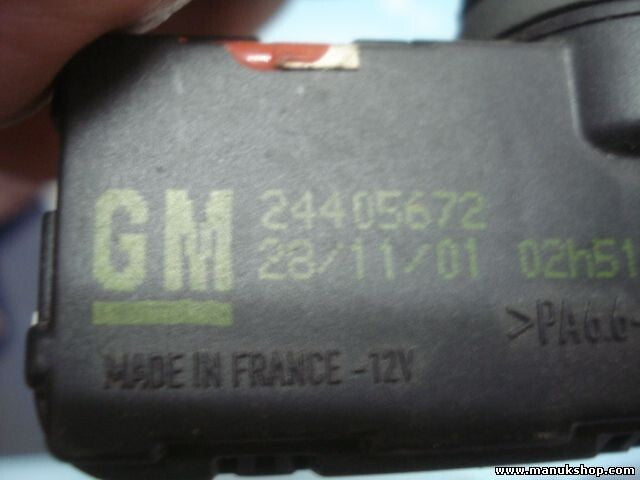 GM
24405672
28/11/01 02h51
>PA6.6-
MADE IN FRANCE -12V
www.manukshop.com